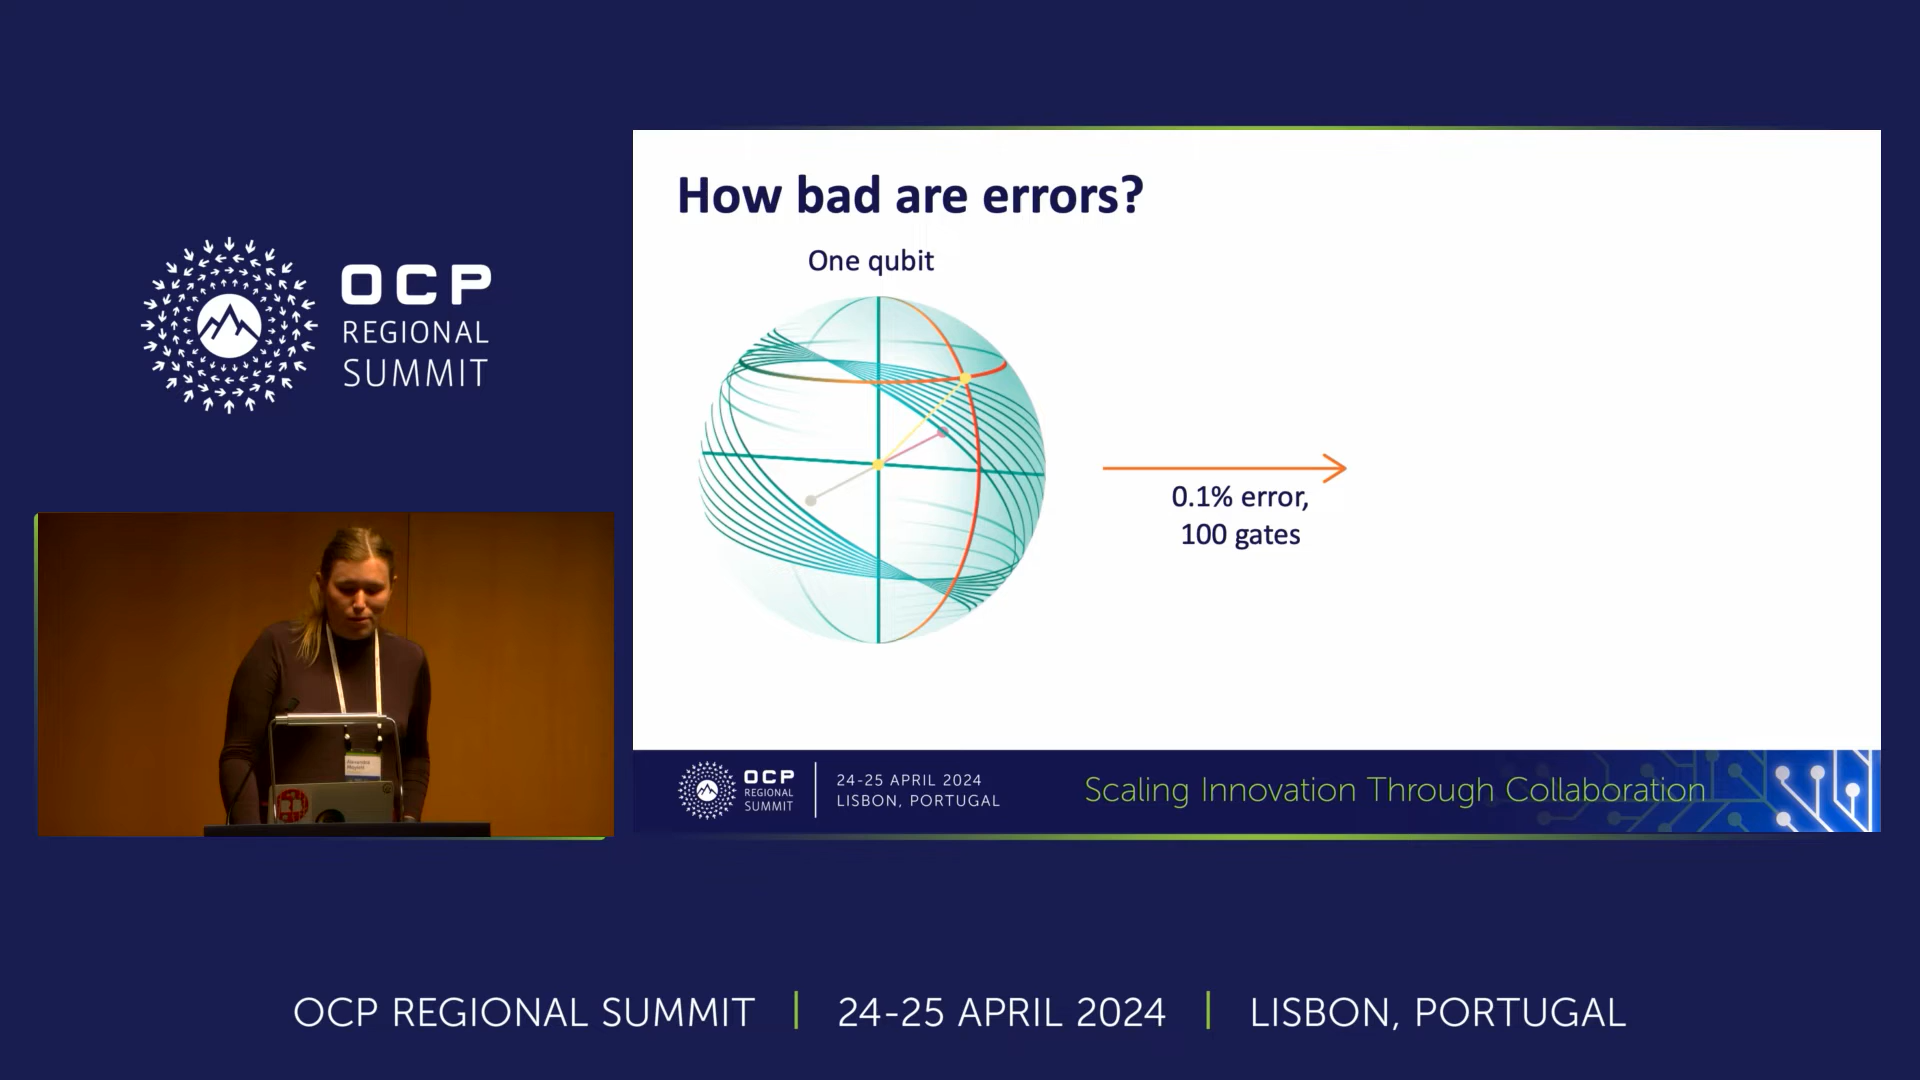 OCP
REGIONAL
SUMMIT
How bad are errors?
One qubit
0.1% error,
100 gates
OCP
REGIONAL
SUMMIT
24-25 APRIL 2024
LISBON, PORTUGAL
Scaling Innovation Through Collaboration
OCP REGIONAL SUMMIT | 24-25 APRIL 2024 | LISBON, PORTUGAL